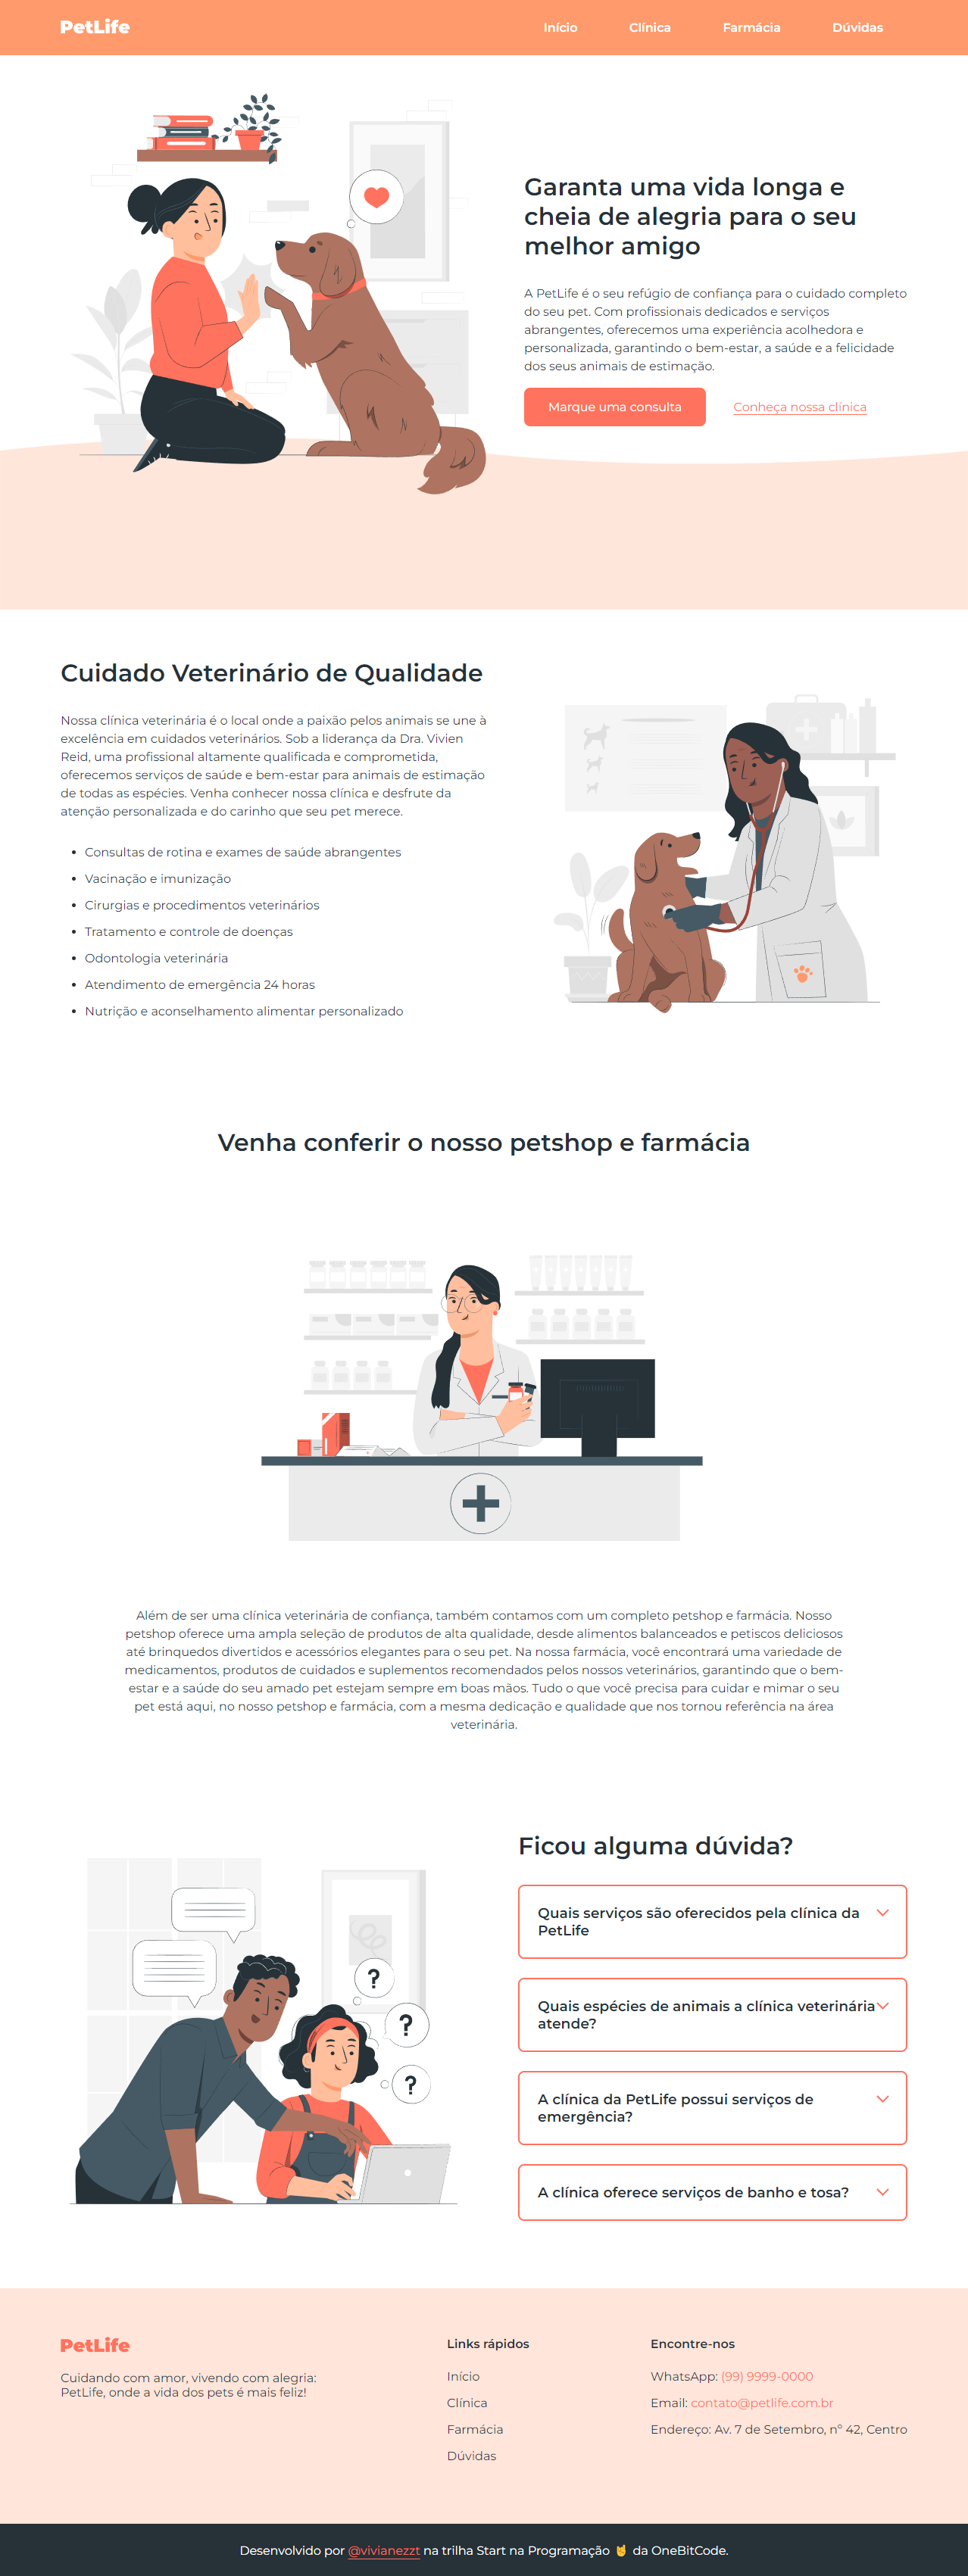 PetLife
Início
Clínica
Farmácia
Dúvidas
Garanta uma vida longa e
cheia de alegria para o seu
melhor amigo
A PetLife é o seu refúgio de confiança para o cuidado completo
do seu pet. Com profissionais dedicados e serviços
abrangentes, oferecemos uma experiência acolhedora e
personalizada, garantindo o bem-estar, a saúde e a felicidade
dos seus animais de estimação.
Marque uma consulta
Conheça nossa clínica
Cuidado Veterinário de Qualidade
Nossa clínica veterinária é o local onde a paixão pelos animais se une à
excelência em cuidados veterinários. Sob a liderança da Dra. Vivien
Reid, uma profissional altamente qualificada e comprometida,
oferecemos serviços de saúde e bem-estar para animais de estimação
de todas as espécies. Venha conhecer nossa clínica e desfrute da
atenção personalizada e do carinho que seu pet merece.
• Consultas de rotina e exames de saúde abrangentes
• Vacinação e imunização
• Cirurgias e procedimentos veterinários
• Tratamento e controle de doenças
• Odontologia veterinária
• Atendimento de emergência 24 horas
• Nutrição e aconselhamento alimentar personalizado
Venha conferir o nosso petshop e farmácia
Além de ser uma clínica veterinária de confiança, também contamos com um completo petshop e farmácia. Nosso
petshop oferece uma ampla seleção de produtos de alta qualidade, desde alimentos balanceados e petiscos deliciosos
até brinquedos divertidos e acessórios elegantes para o seu pet. Na nossa farmácia, você encontrará uma variedade de
medicamentos, produtos de cuidados e suplementos recomendados pelos nossos veterinários, garantindo que o bem-
estar e a saúde do seu amado pet estejam sempre em boas mãos. Tudo o que você precisa para cuidar e mimar o seu
pet está aqui, no nosso petshop e farmácia, com a mesma dedicação e qualidade que nos tornou referência na área
veterinária.
?
?
?
Ficou alguma dúvida?
Quais serviços são oferecidos pela clínica da
PetLife
Quais espécies de animais a clínica veterinária
atende?
A clínica da PetLife possui serviços de
emergência?
A clínica oferece serviços de banho e tosa?
PetLife
Cuidando com amor, vivendo com alegria:
PetLife, onde a vida dos pets é mais feliz!
Links rápidos
Início
Clínica
Farmácia
Dúvidas
Encontre-nos
WhatsApp: (99) 9999-0000
Email: contato@petlife.com.br
Endereço: Av. 7 de Setembro, nº 42, Centro
Desenvolvido por @vivianezzt na trilha Start na Programação 🤘 da OneBitCode.